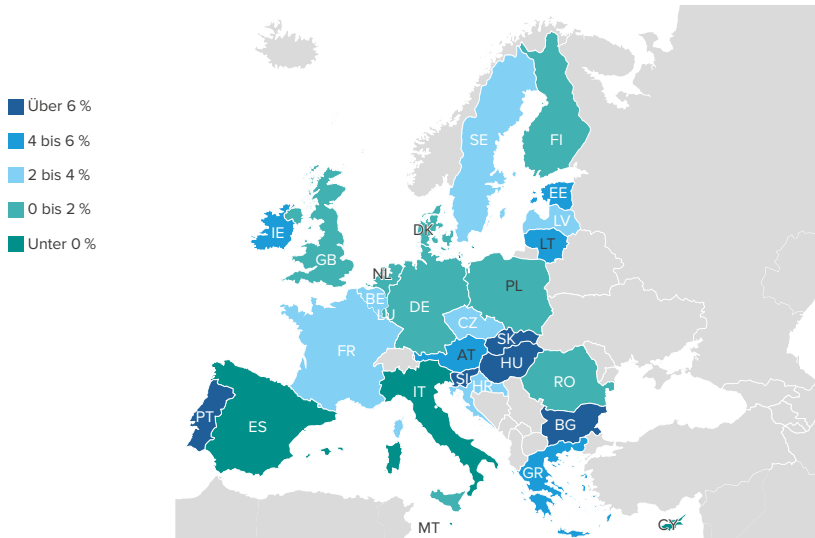 Über 6 %
4 bis 6 %
2 bis 4 %
0 bis 2 %
Unter 0 %
SE
FI
EE
LV
LT
DK
IE
GB
NL
BE
LU
DE
PL
CZ
SK
FR
AT
HU
SI
HR
RO
IT
PT
ES
BG
GR
MT
CY